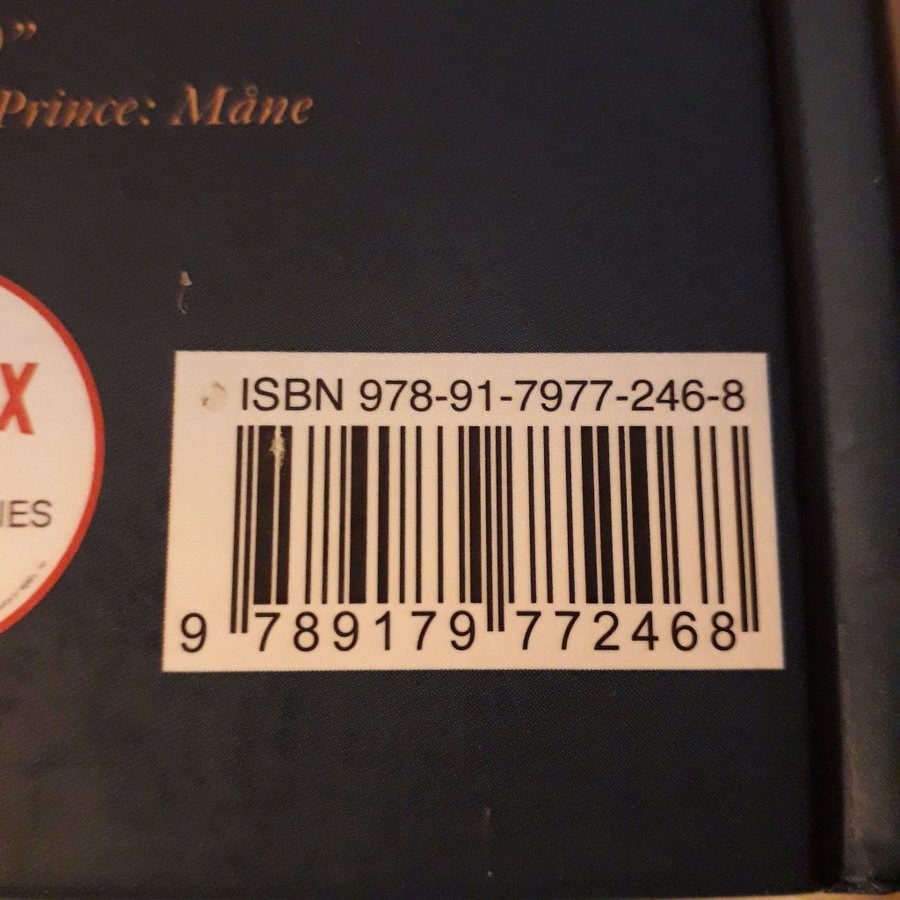 ”
Prince: Måne
X
IES
ISBN 978-91-7977-246-8
9 789179 772468